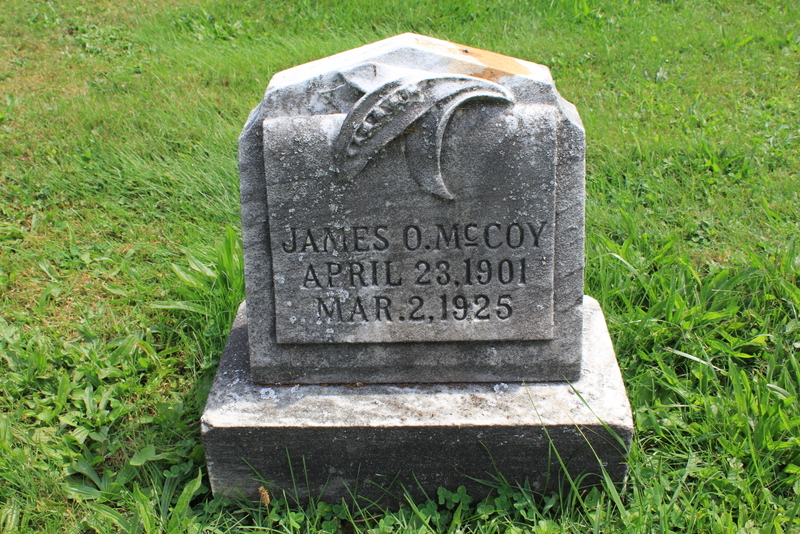 JAMES O. McCOY
APRIL 23, 1901
MAR. 2, 1925